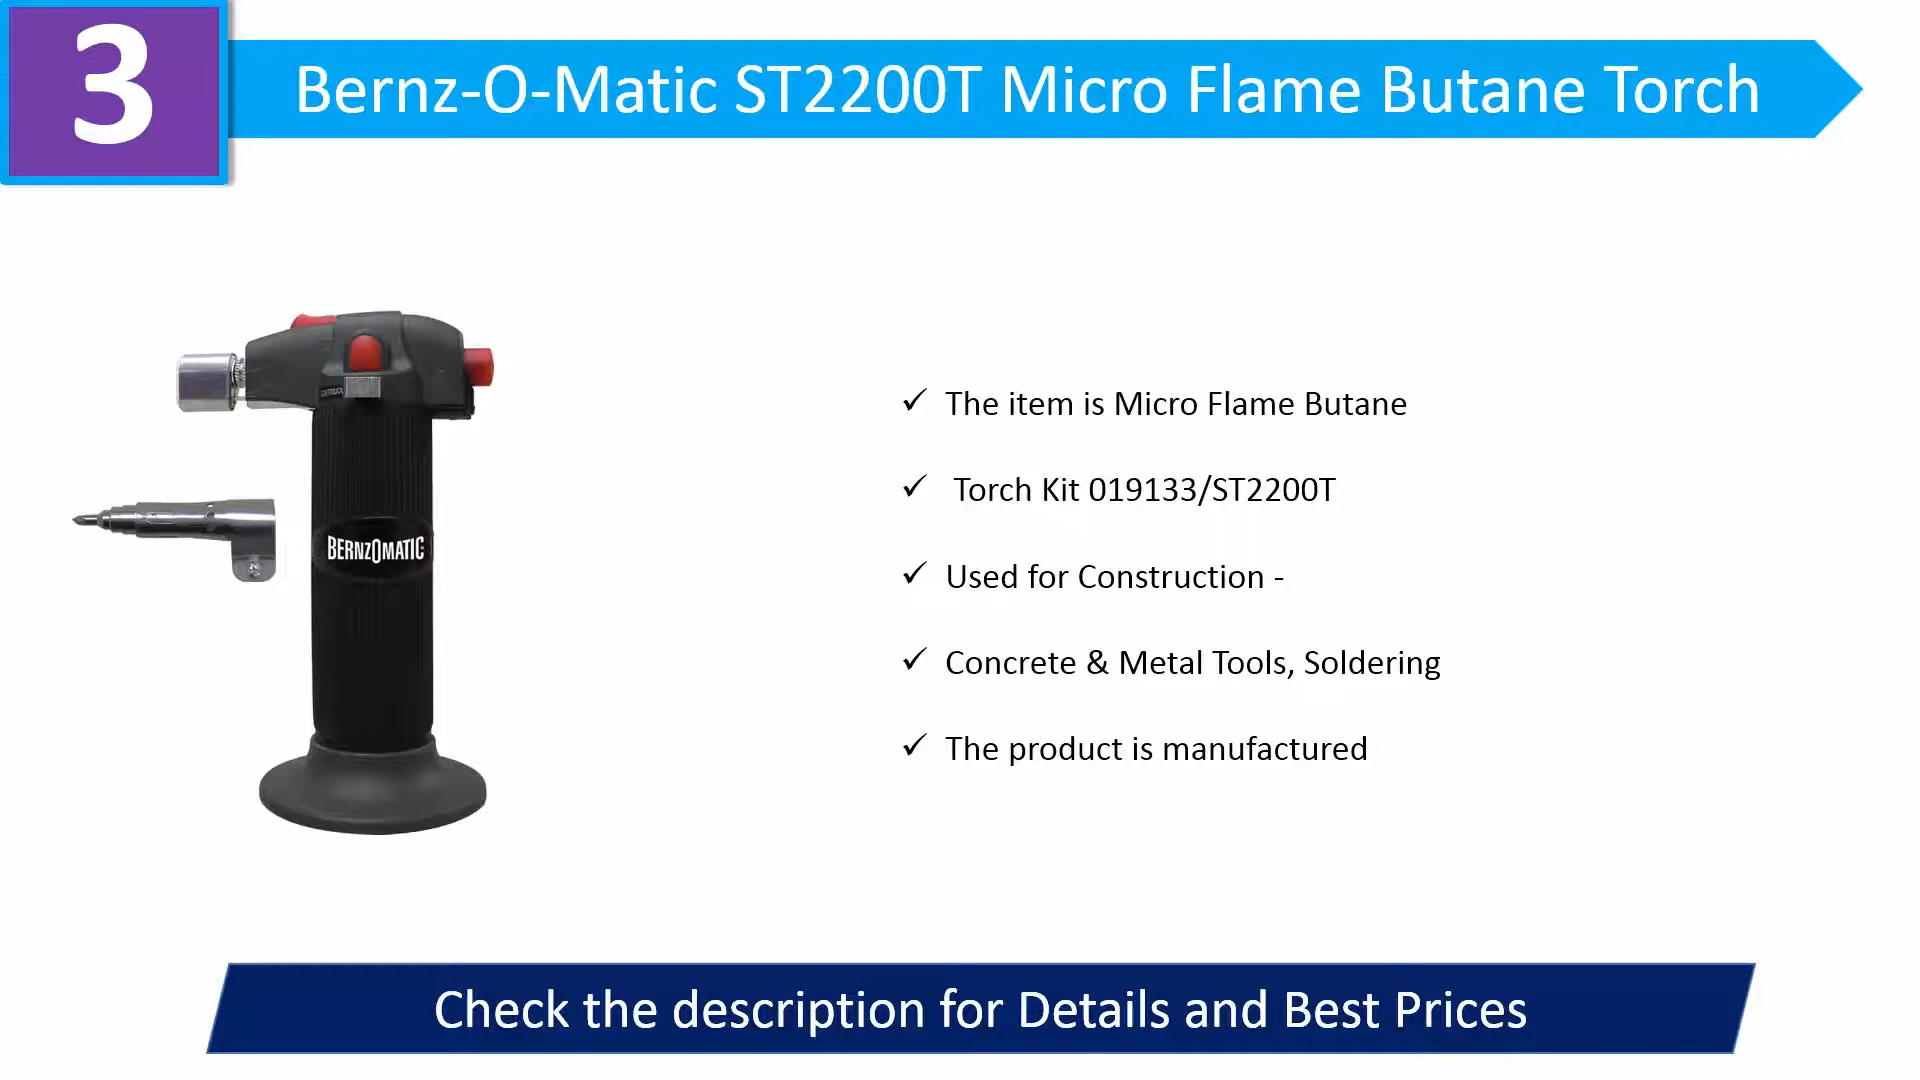 3
Bernz-O-Matic ST2200T Micro Flame Butane Torch
BERNZOMATIC
✓ The item is Micro Flame Butane
✓ Torch Kit 019133/ST2200T
✓ Used for Construction -
✓ Concrete & Metal Tools, Soldering
✓ The product is manufactured
Check the description for Details and Best Prices